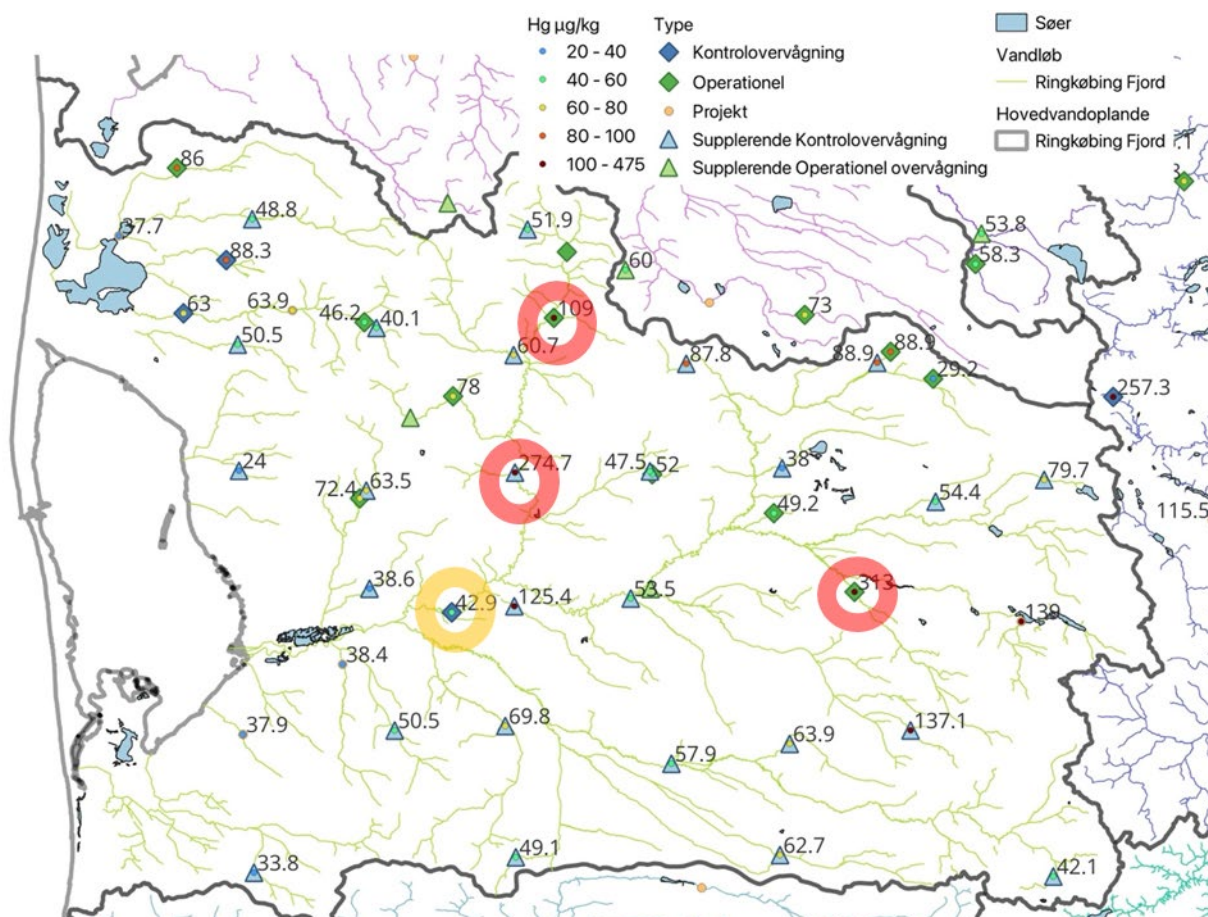 Hg µg/kg
20 - 40
40 - 60
60 - 80
80 - 100
100 - 475
Type
Kontrolovervågning
Operationel
Projekt
Supplerende Kontrolovervågning
Supplerende Operationel overvågning
Søer
Vandløb
Ringkøbing Fjord
Hovedvandoplande
Ringkøbing Fjord
86
37.7
48.8
51.9
53.8
88.3
60
58.3
63
63.9
46.2
40.1
109
73
50.5
60.7
87.8
88.9
88.9
29.2
78
257.3
24
274.7
47.5
52
38
79.7
72.4
63.5
49.2
54.4
115.5
38.6
42.9
125.4
53.5
313
139
38.4
37.9
50.5
69.8
57.9
63.9
137.1
33.8
49.1
62.7
42.1